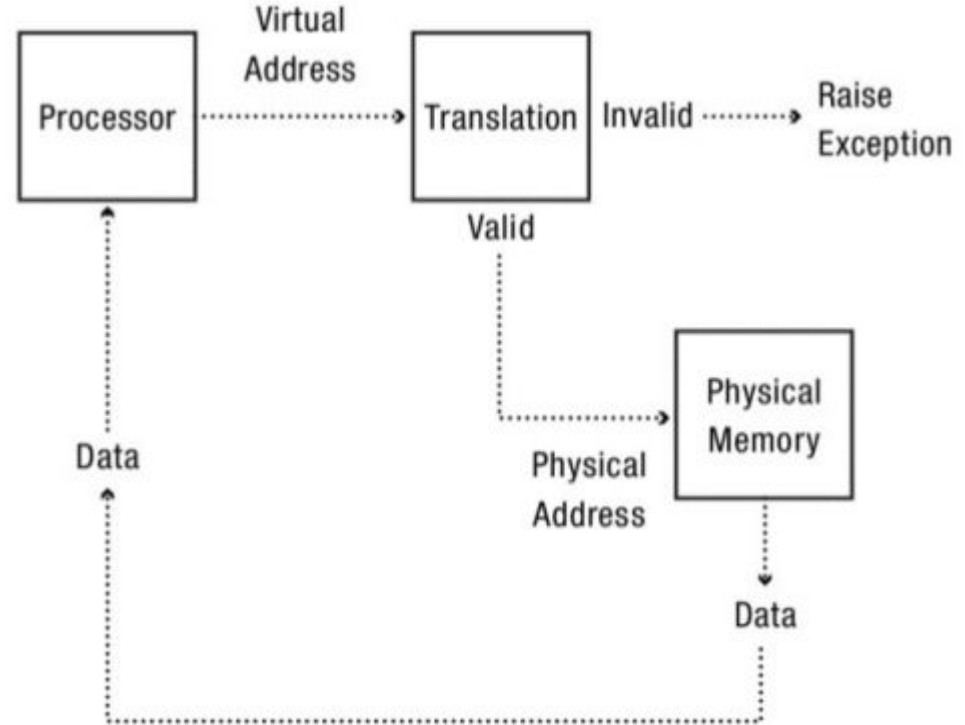 Virtual
Address
Processor
Translation
Invalid
Raise
Exception
Valid
Physical
Memory
Data
Physical
Address
Data